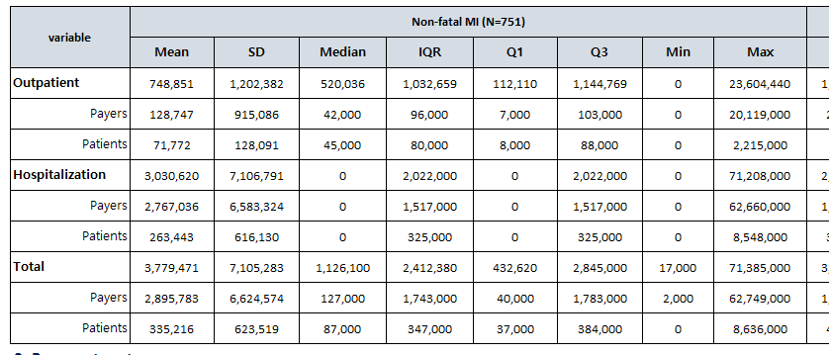 Non-fatal MI (N=751)
variable
Mean SD Median IQR Q1 Q3 Min Max
Outpatient 748,851 1,202,382 520,036 1,032,659 112,110 1,144,769 0 23,604,440
Payers 128,747 915,086 42,000 96,000 7,000 103,000 0 20,119,000
Patients 71,772 128,091 45,000 80,000 8,000 88,000 0 2,215,000
Hospitalization 3,030,620 7,106,791 0 2,022,000 0 2,022,000 0 71,208,000
Payers 2,767,036 6,583,324 0 1,517,000 0 1,517,000 0 62,660,000
Patients 263,443 616,130 0 325,000 0 325,000 0 8,548,000
Total 3,779,471 7,105,283 1,126,100 2,412,380 432,620 2,845,000 17,000 71,385,000
Payers 2,895,783 6,624,574 127,000 1,743,000 40,000 1,783,000 2,000 62,749,000
Patients 335,216 623,519 87,000 347,000 37,000 384,000 0 8,636,000